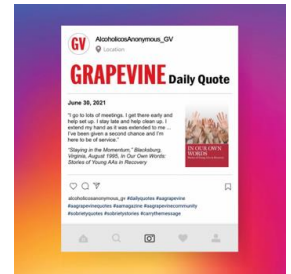 GV
AlcoholicosAnonymous_GV
Location
GRAPEVINE Daily Quote
June 30, 2021
"I go to lots of meetings. I get there early and
help set up. I stay late and help clean up. I
extend my hand as it was extended to me ...
I've been given a second chance and I'm
here to be of service."
"Staying in the Momentum," Blacksburg,
Virginia, August 1995, in Our Own Words:
Stories of Young AAs in Recovery
IN OUR OWN
WORDS
alcoholicosanonymous_gv #dailyquotes #aagrapevine
#aagrapevinequotes #aamagazine #aagrapevinecommunity
#sobrietyquotes #sobrietystories #carrythemessage